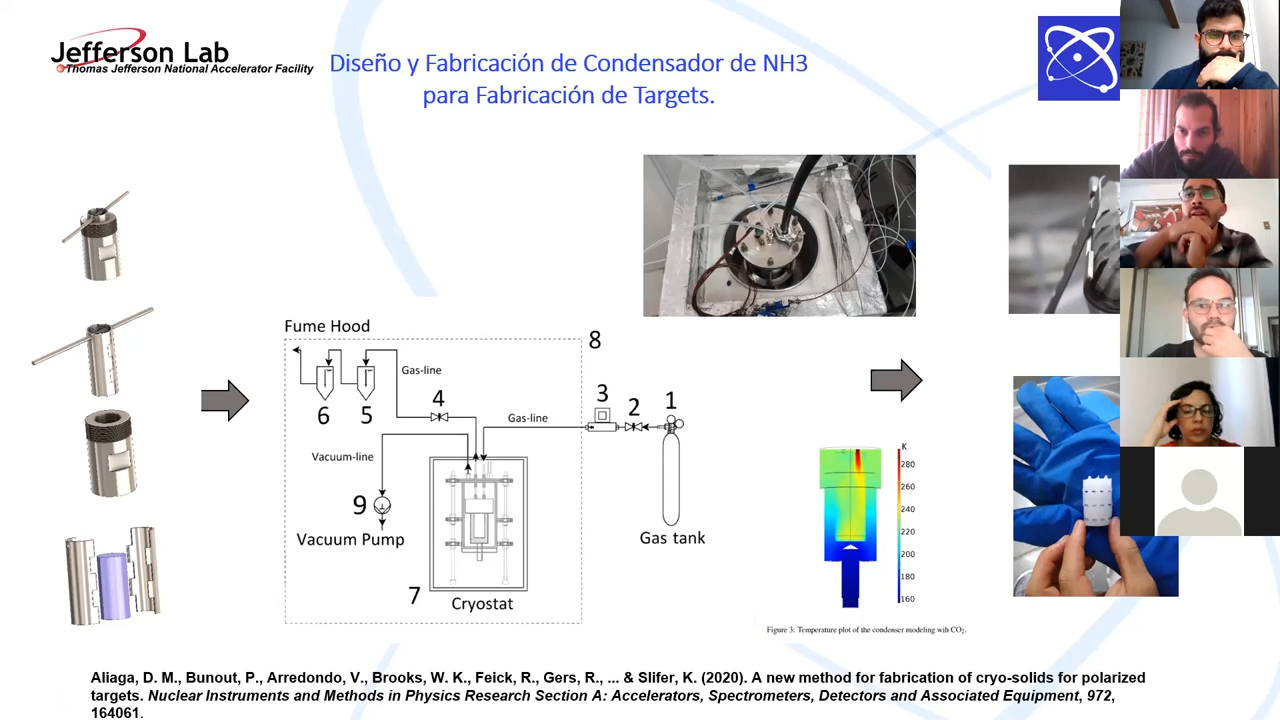 Jefferson Lab
Thomas Jefferson National Accelerator Facility
Diseño y Fabricación de Condensador de NH3
para Fabricación de Targets.
Fume Hood
8
Gas-line
6
5
4
3
2
1
Gas-line
Vacuum-line
9
Vacuum Pump
7
Cryostat
Gas tank
K
280
260
240
220
200
180
160
Figure 3: Temperature plot of the condenser modeling wih CO2.
Aliaga, D. M., Bunout, P., Arredondo, V., Brooks, W. K., Feick, R., Gers, R., ... & Slifer, K. (2020). A new method for fabrication of cryo-solids for polarized
targets. Nuclear Instruments and Methods in Physics Research Section A: Accelerators, Spectrometers, Detectors and Associated Equipment, 972,
164061.